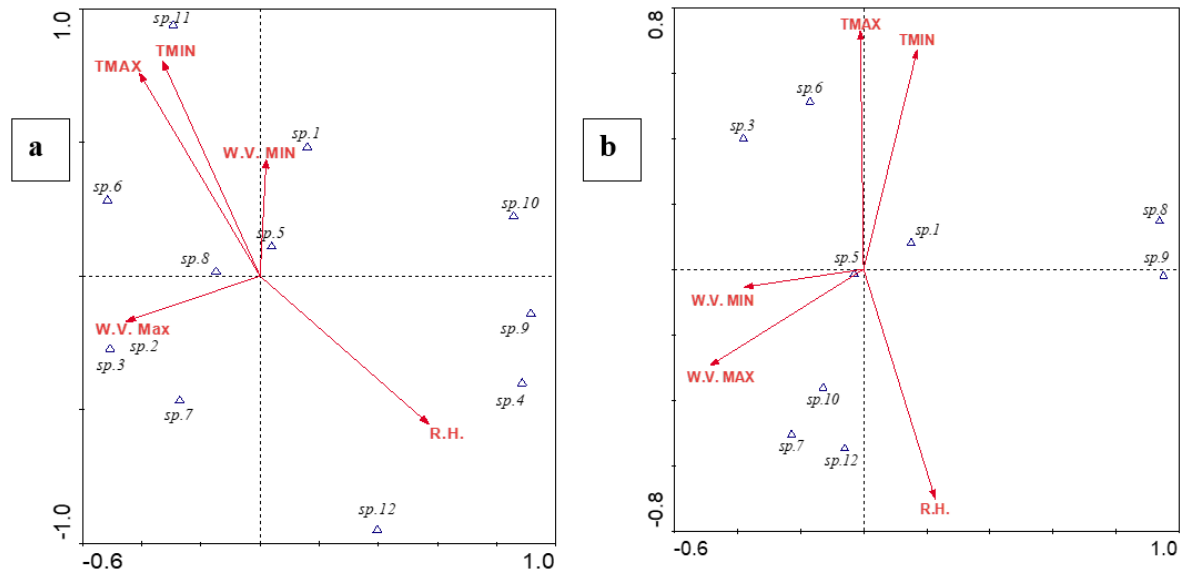 a
1.0
-1.0
-0.6
1.0
sp.11
TMIN
TMAX
sp.1
W.V. MIN
sp.6
sp.10
sp.5
sp.8
W.V. Max
sp.2
sp.3
sp.9
sp.7
sp.4
R.H.
sp.12
b
0.8
-0.8
-0.6
1.0
TMAX
TMIN
sp.6
sp.3
sp.8
sp.1
sp.5
sp.9
W.V. MIN
W.V. MAX
sp.10
sp.7
sp.12
R.H.